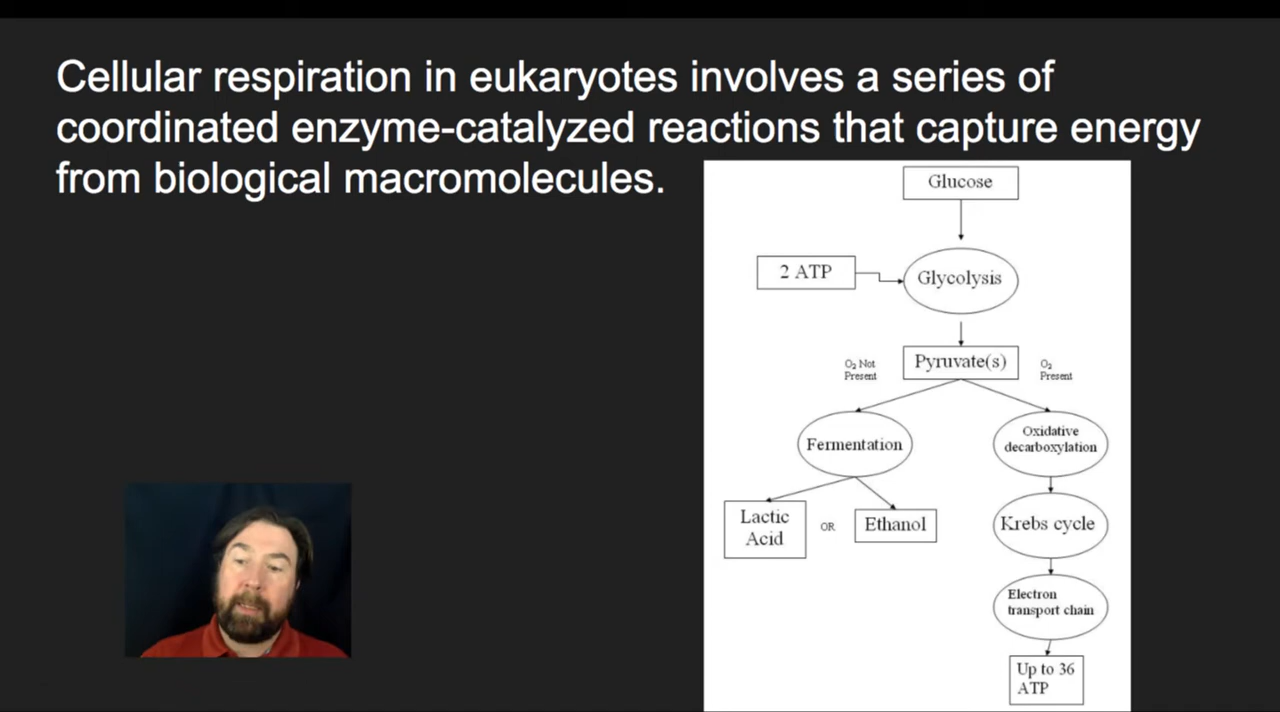 Cellular respiration in eukaryotes involves a series of
coordinated enzyme-catalyzed reactions that capture energy
from biological macromolecules.
Glucose
2 ATP
Glycolysis
O₂ Not
Present
Pyruvate(s)
O₂
Present
Fermentation
Oxidative
decarboxylation
Lactic
Acid
OR
Ethanol
Krebs cycle
Electron
transport chain
Up to 36
ATP